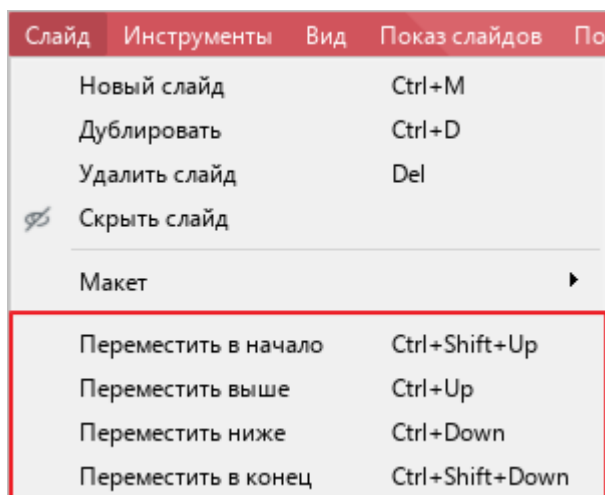 Слайд Инструменты Вид Показ слайдов По
Новый слайд Ctrl+M
Дублировать Ctrl+D
Удалить слайд Del
Скрыть слайд
Макет
Переместить в начало Ctrl+Shift+Up
Переместить выше Ctrl+Up
Переместить ниже Ctrl+Down
Переместить в конец Ctrl+Shift+Down